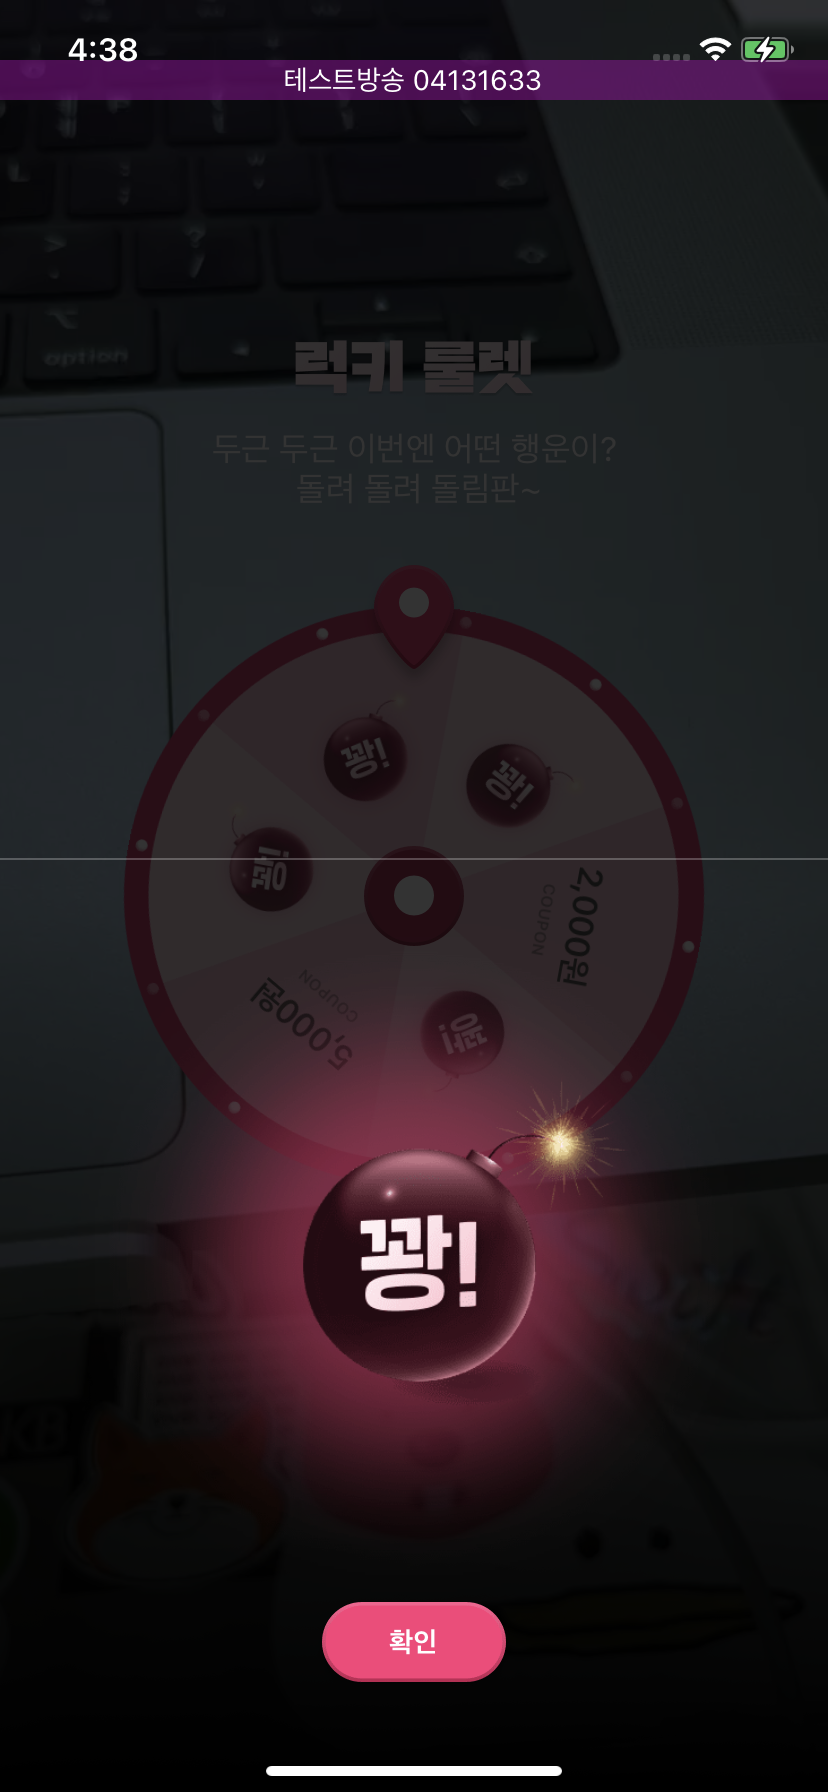 4:38
테스트방송 04131633
option
럭키 룰렛
두근 두근 이번엔 어떤 행운이?
돌려 돌려 돌림판~
꽝!
꽝!
꽝!
2,000원
COUPON
5,000원
COUPON
꽝!
꽝!
확인